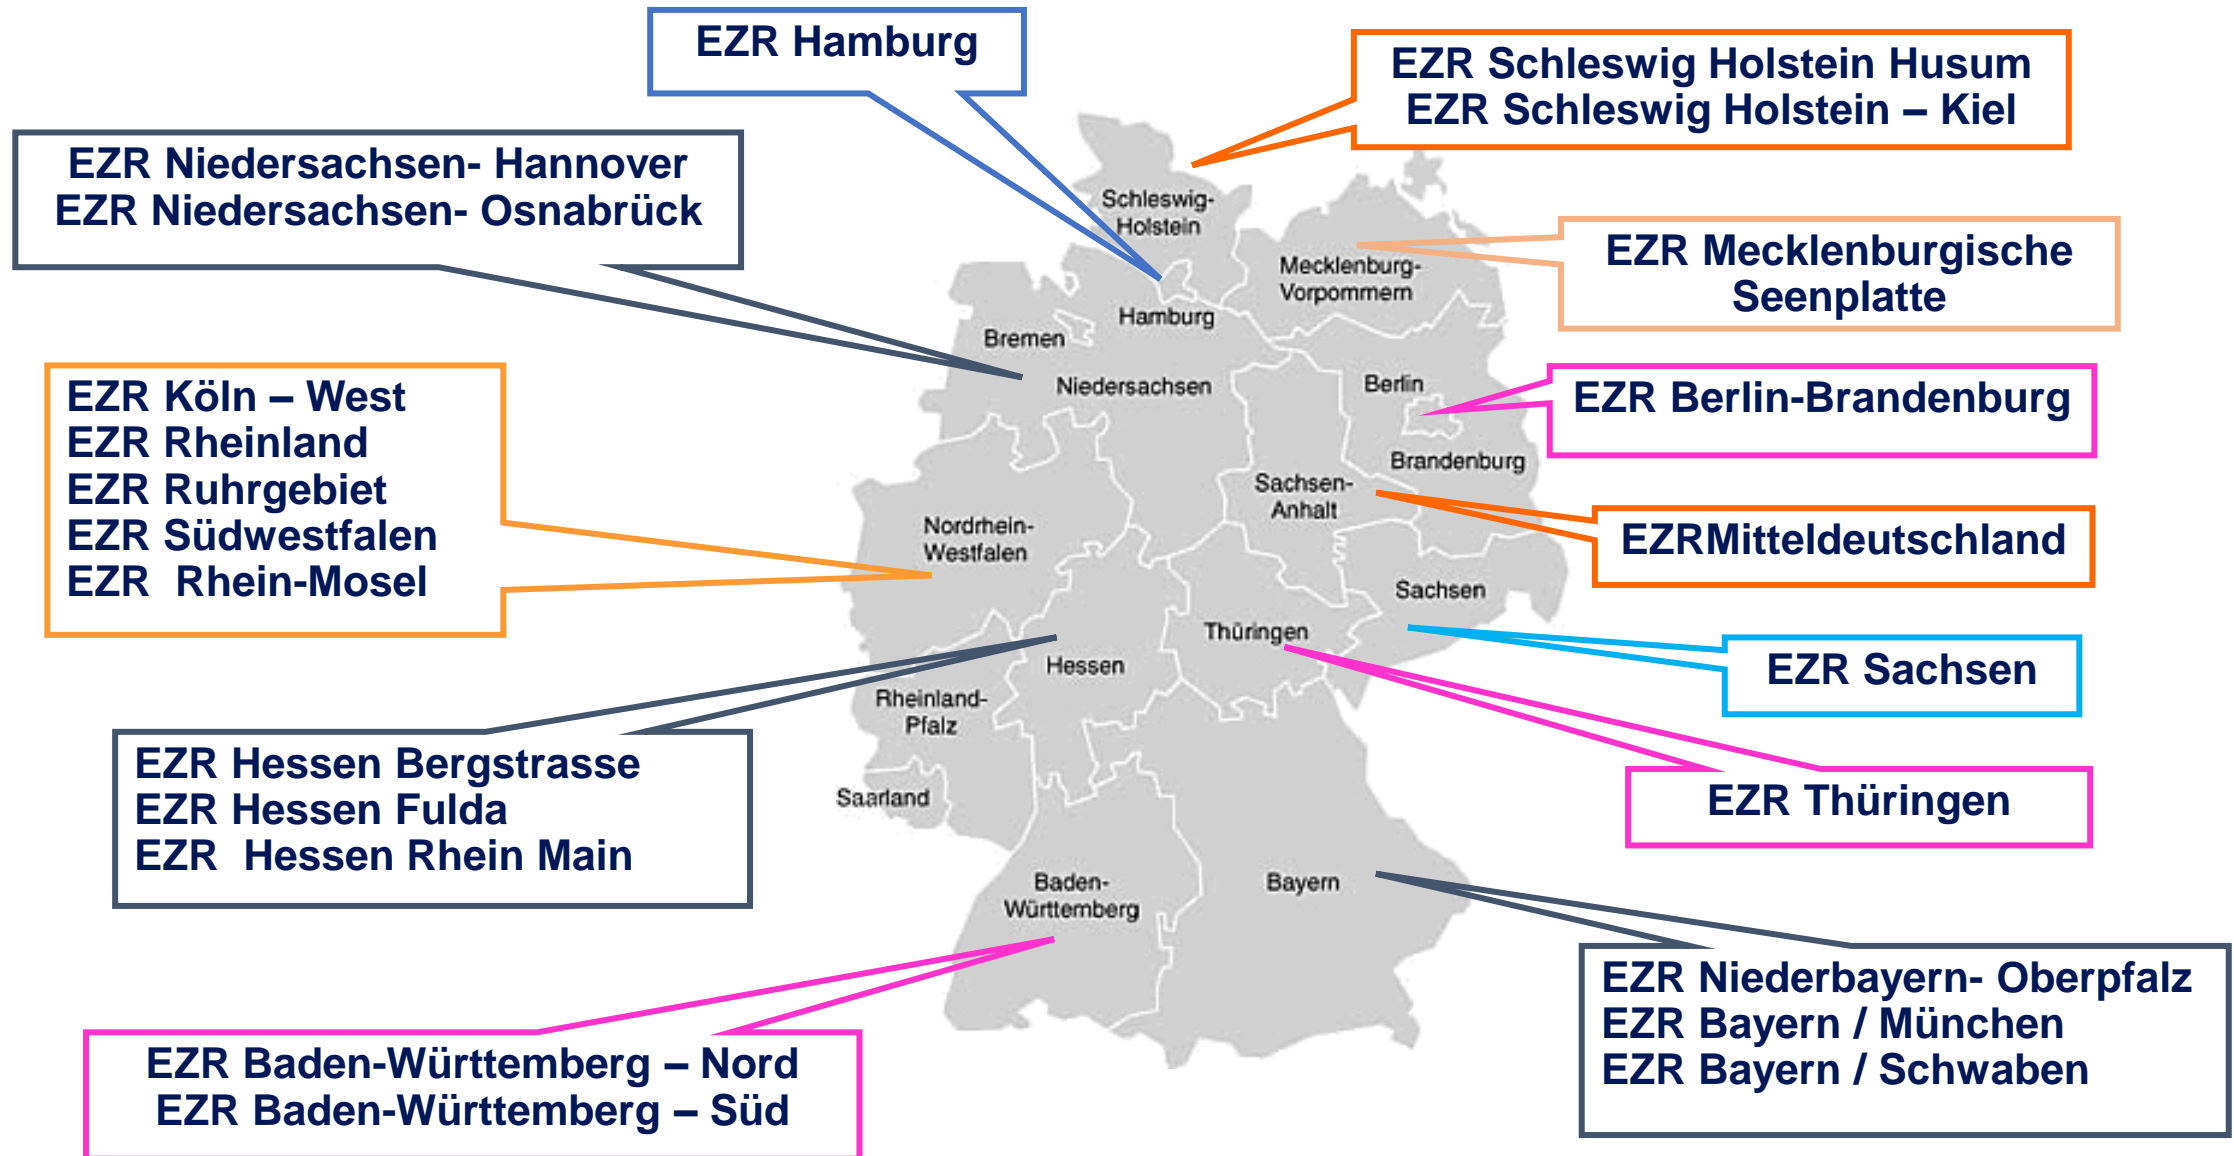 EZR Hamburg
EZR Schleswig Holstein Husum
EZR Schleswig Holstein – Kiel
EZR Niedersachsen- Hannover
EZR Niedersachsen- Osnabrück
EZR Mecklenburgische
Seenplatte
EZR Köln – West
EZR Rheinland
EZR Ruhrgebiet
EZR Südwestfalen
EZR  Rhein-Mosel
EZR Berlin-Brandenburg
EZRMitteldeutschland
EZR Sachsen
EZR Thüringen
EZR Hessen Bergstrasse
EZR Hessen Fulda
EZR  Hessen Rhein Main
EZR Niederbayern- Oberpfalz
EZR Bayern / München
EZR Bayern / Schwaben
EZR Baden-Württemberg – Nord
EZR Baden-Württemberg – Süd
Schleswig-
Holstein
Mecklenburg-
Vorpommern
Hamburg
Bremen
Niedersachsen
Berlin
Brandenburg
Sachsen-
Anhalt
Nordrhein-
Westfalen
Sachsen
Thüringen
Hessen
Rheinland-
Pfalz
Saarland
Baden-
Württemberg
Bayern